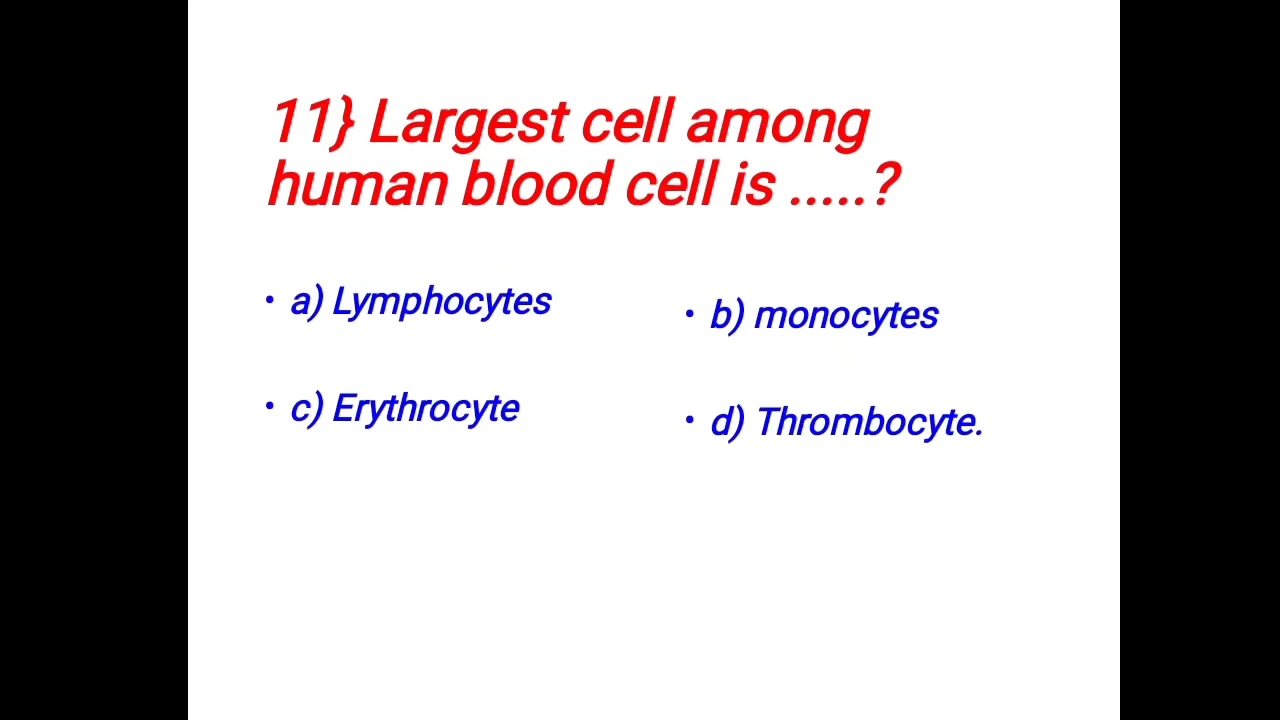 11} Largest cell among
human blood cell is .....?
• a) Lymphocytes
• b) monocytes
• c) Erythrocyte
• d) Thrombocyte.